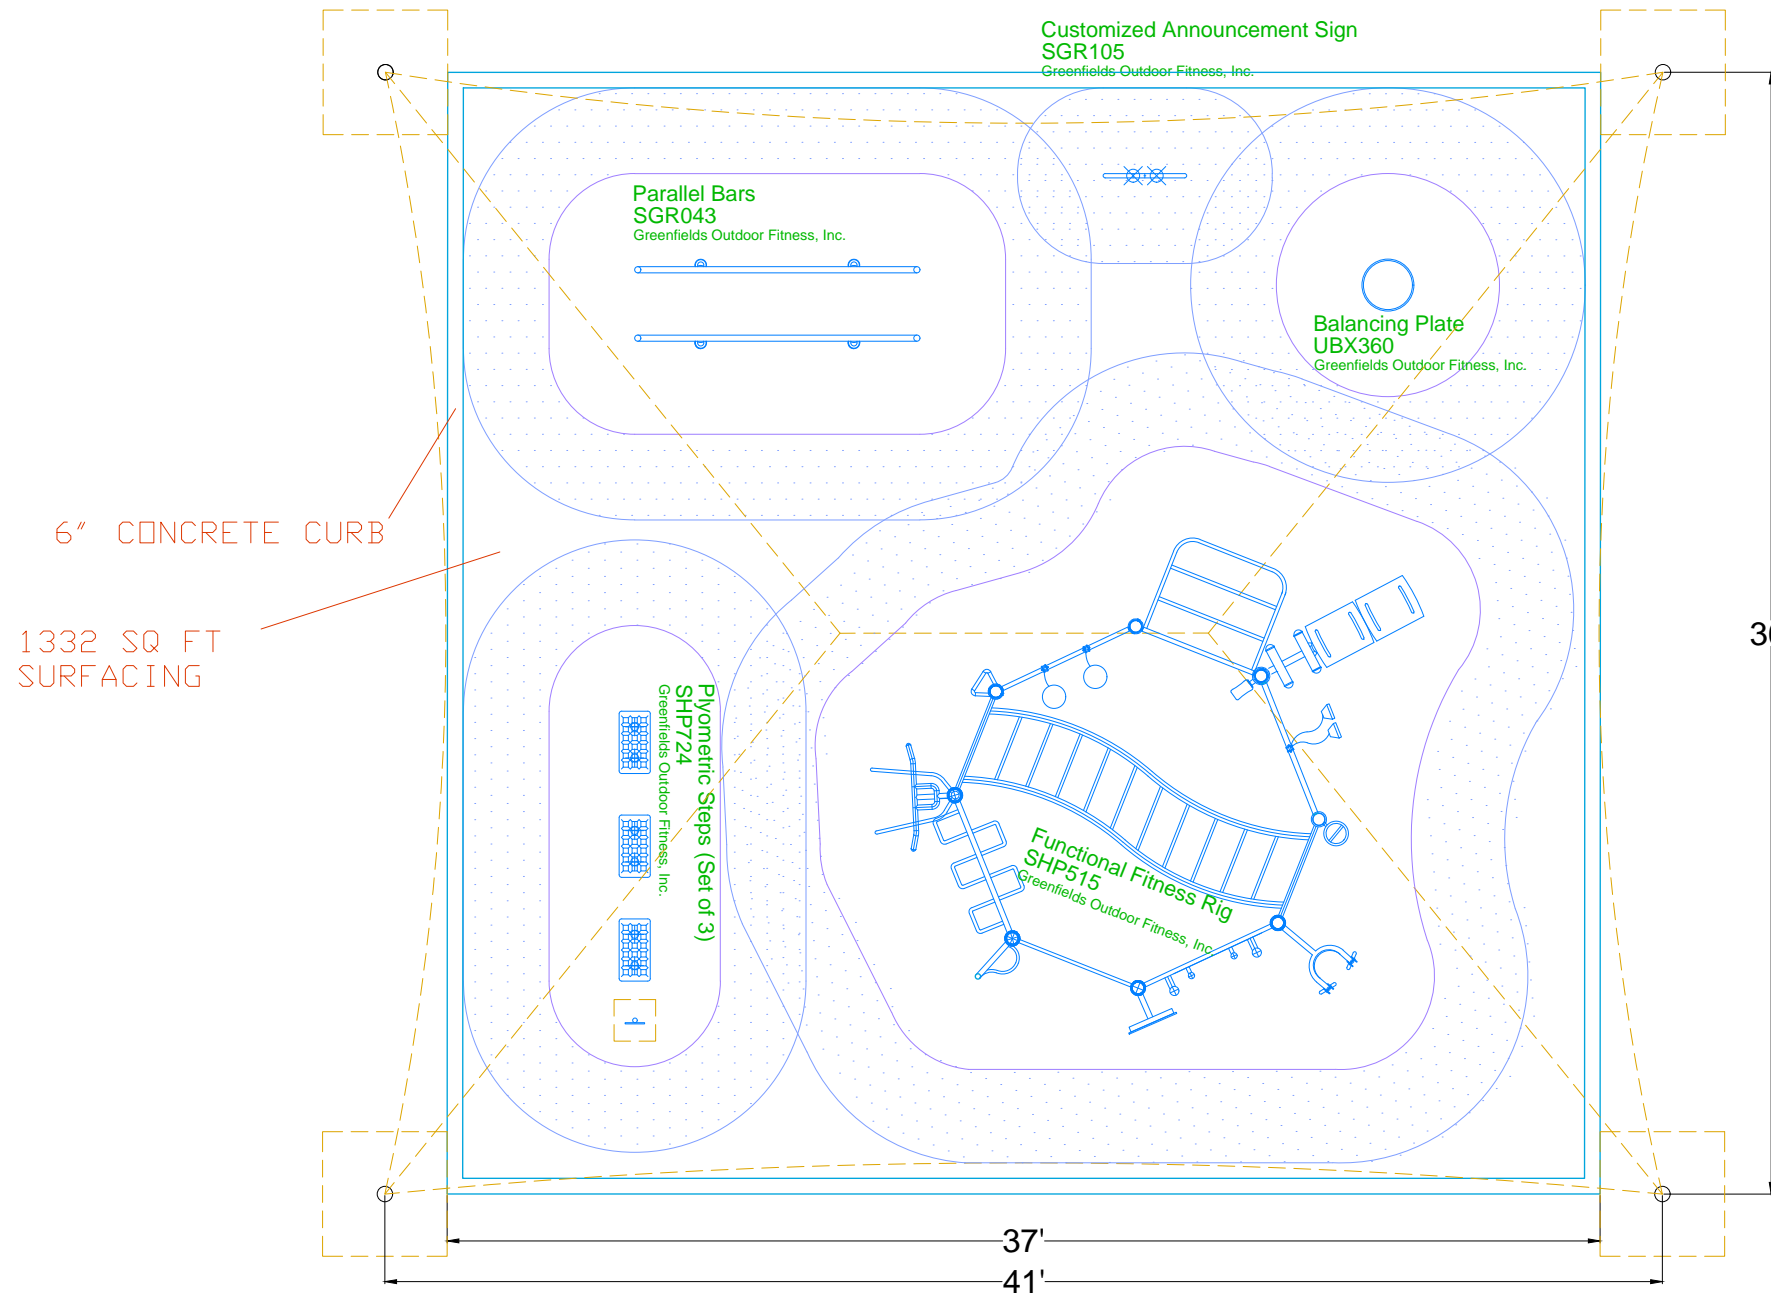 Customized Announcement Sign
SGR105
Greenfields Outdoor Fitness, Inc.
Parallel Bars
SGR043
Greenfields Outdoor Fitness, Inc.
Balancing Plate
UBX360
Greenfields Outdoor Fitness, Inc.
6" CONCRETE CURB
1332 SQ FT
SURFACING
Plyometric Steps (Set of 3)
SHP724
Greenfields Outdoor Fitness, Inc.
Functional Fitness Rig
SHP515
Greenfields Outdoor Fitness, Inc.
37'
41'